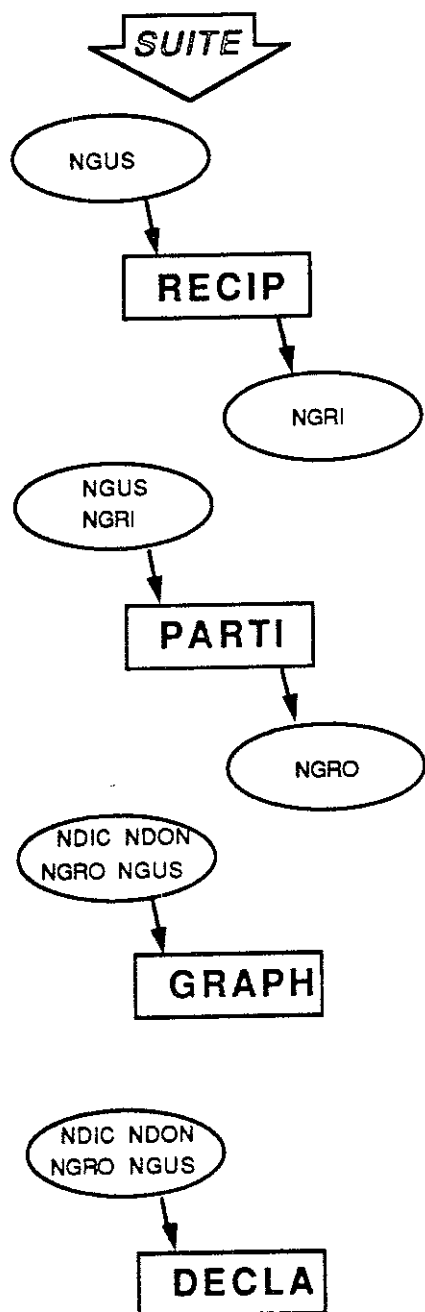 SUITE
NGUS
RECIP
NGRI
NGUS
NGRI
PARTI
NGRO
NDIC NDON
NGRO NGUS
GRAPH
NDIC NDON
NGRO NGUS
DECLA